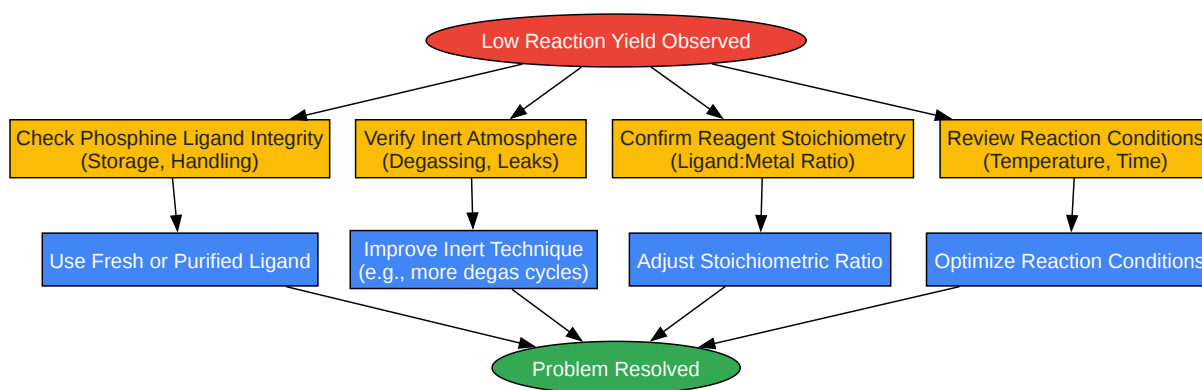 Low Reaction Yield Observed
Check Phosphine Ligand Integrity
(Storage, Handling)
Verify Inert Atmosphere
(Degassing, Leaks)
Confirm Reagent Stoichiometry
(Ligand:Metal Ratio)
Review Reaction Conditions
(Temperature, Time)
Use Fresh or Purified Ligand
Improve Inert Technique
(e.g., more degas cycles)
Adjust Stoichiometric Ratio
Optimize Reaction Conditions
Problem Resolved